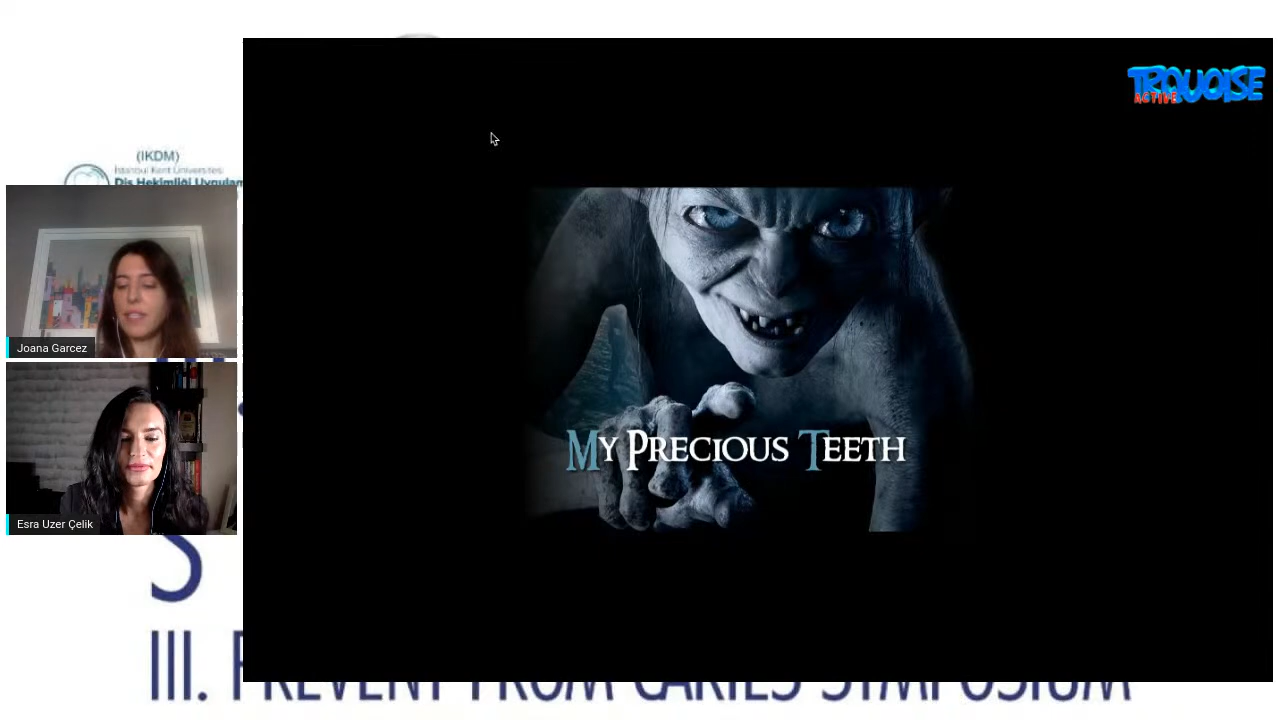 TRQUOISE
ACTIVE
(IKDM)
İstanbul Kent Üniversitesi
Diş Hekimliği Uygulam
Joana Garcez
MY PRECIOUS TEETH
Esra Uzer Çelik
S
III. PREVENT FROM CARIES SYMPOSIUM